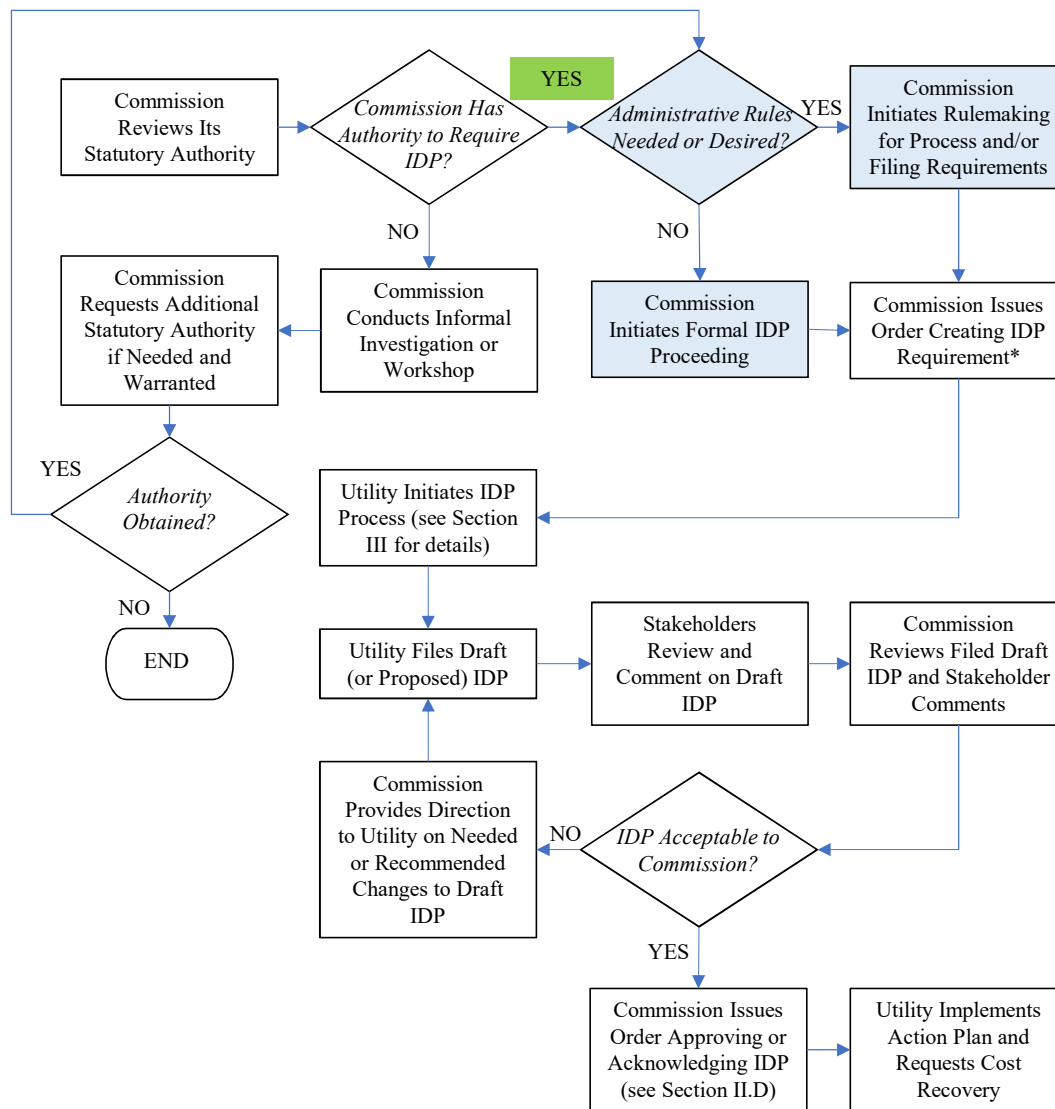 Commission
Reviews Its
Statutory Authority
Commission Has
Authority to Require
IDP?
YES
Administrative Rules
Needed or Desired?
YES
Commission
Initiates Rulemaking
for Process and/or
Filing Requirements
NO
NO
Commission
Requests Additional
Statutory Authority
if Needed and
Warranted
Commission
Conducts Informal
Investigation or
Workshop
Commission
Initiates Formal IDP
Proceeding
Commission Issues
Order Creating IDP
Requirement*
YES
Authority
Obtained?
NO
END
Utility Initiates IDP
Process (see Section
III for details)
Utility Files Draft
(or Proposed) IDP
Stakeholders
Review and
Comment on Draft
IDP
Commission
Reviews Filed Draft
IDP and Stakeholder
Comments
Commission
Provides Direction
to Utility on Needed
or Recommended
Changes to Draft
IDP
NO
IDP Acceptable to
Commission?
YES
Commission Issues
Order Approving or
Acknowledging IDP
(see Section II.D)
Utility Implements
Action Plan and
Requests Cost
Recovery